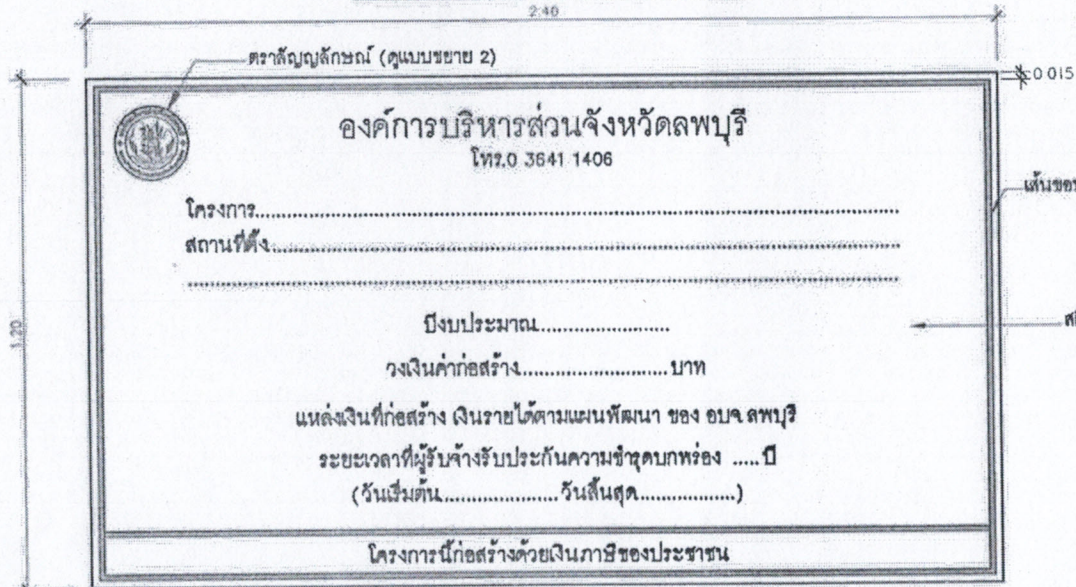 2.40
ตราสัญญลักษณ์ (ดูแบบขยาย 2)
0.015
องค์การบริหารส่วนจังหวัดลพบุรี
โทร.0 3641 1406
เส้นขอบ
โครงการ................................................................
สถานที่ตั้ง................................................................
................................................................
1.20
ปีงบประมาณ........................
วงเงินค่าก่อสร้าง...........................บาท
แหล่งเงินที่ก่อสร้าง เงินรายได้ตามแผนพัฒนา ของ อบจ.ลพบุรี
ระยะเวลาที่ผู้รับจ้างรับประกันความชำรุดบกพร่อง .....ปี
(วันเริ่มต้น......................วันสิ้นสุด..................)
โครงการนี้ก่อสร้างด้วยเงินภาษีของประชาชน